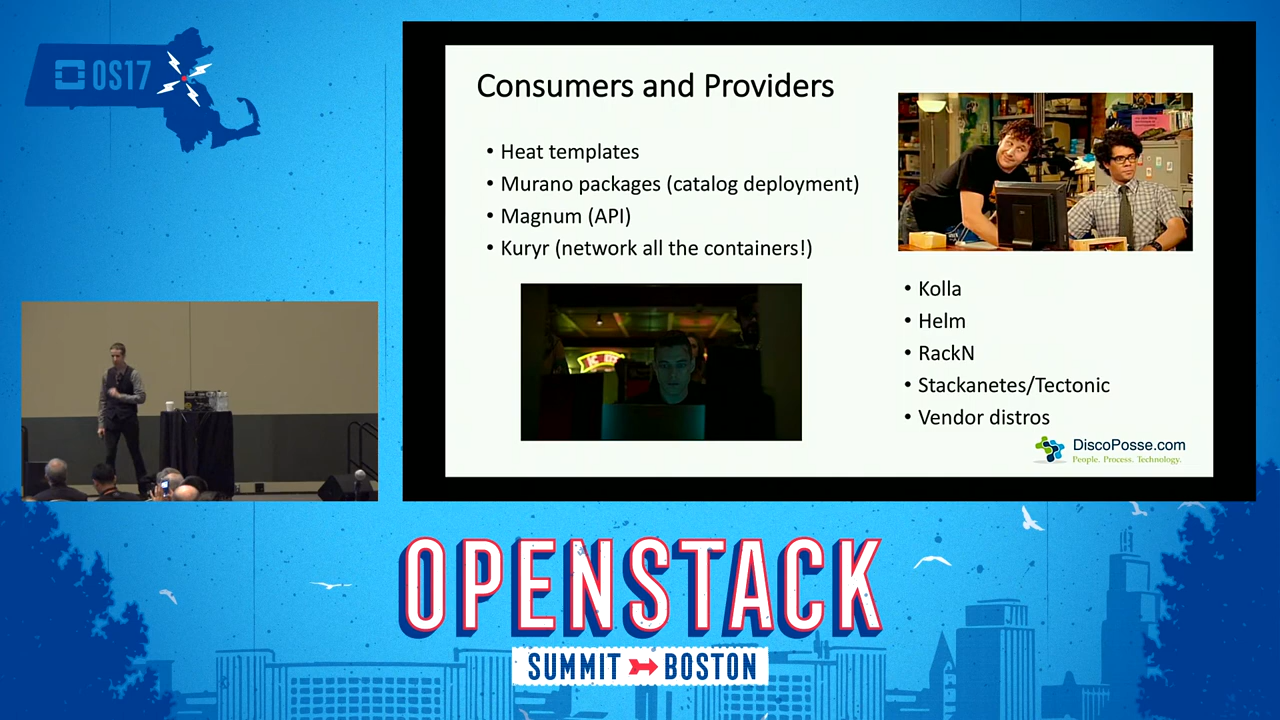 OS17
Consumers and Providers
• Heat templates
• Murano packages (catalog deployment)
• Magnum (API)
• Kuryr (network all the containers!)
• Kolla
• Helm
• RackN
• Stackanetes/Tectonic
• Vendor distros
DiscoPosse.com
People. Process. Technology.
OPENSTACK
SUMMIT BOSTON